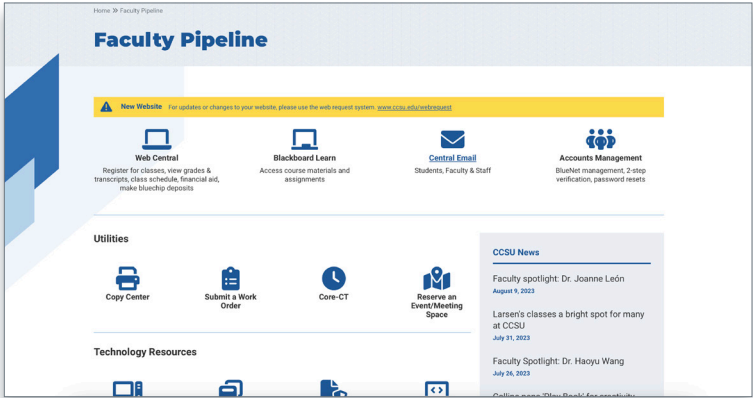 Home » Faculty Pipeline
Faculty Pipeline
New Website For updates or changes to your website, please use the web request system. www.ccsu.edu/webrequest
Web Central
Register for classes, view grades &
transcripts, class schedule, financial aid,
make bluechip deposits
Blackboard Learn
Access course materials and
assignments
Central Email
Students, Faculty & Staff
Accounts Management
BlueNet management, 2-step
verification, password resets
Utilities
Copy Center
Submit a Work
Order
Core-CT
Reserve an
Event/Meeting
Space
Technology Resources
CCSU News
Faculty spotlight: Dr. Joanne León
August 9, 2023
Larsen's classes a bright spot for many
at CCSU
July 31, 2023
Faculty Spotlight: Dr. Haoyu Wang
July 26, 2023